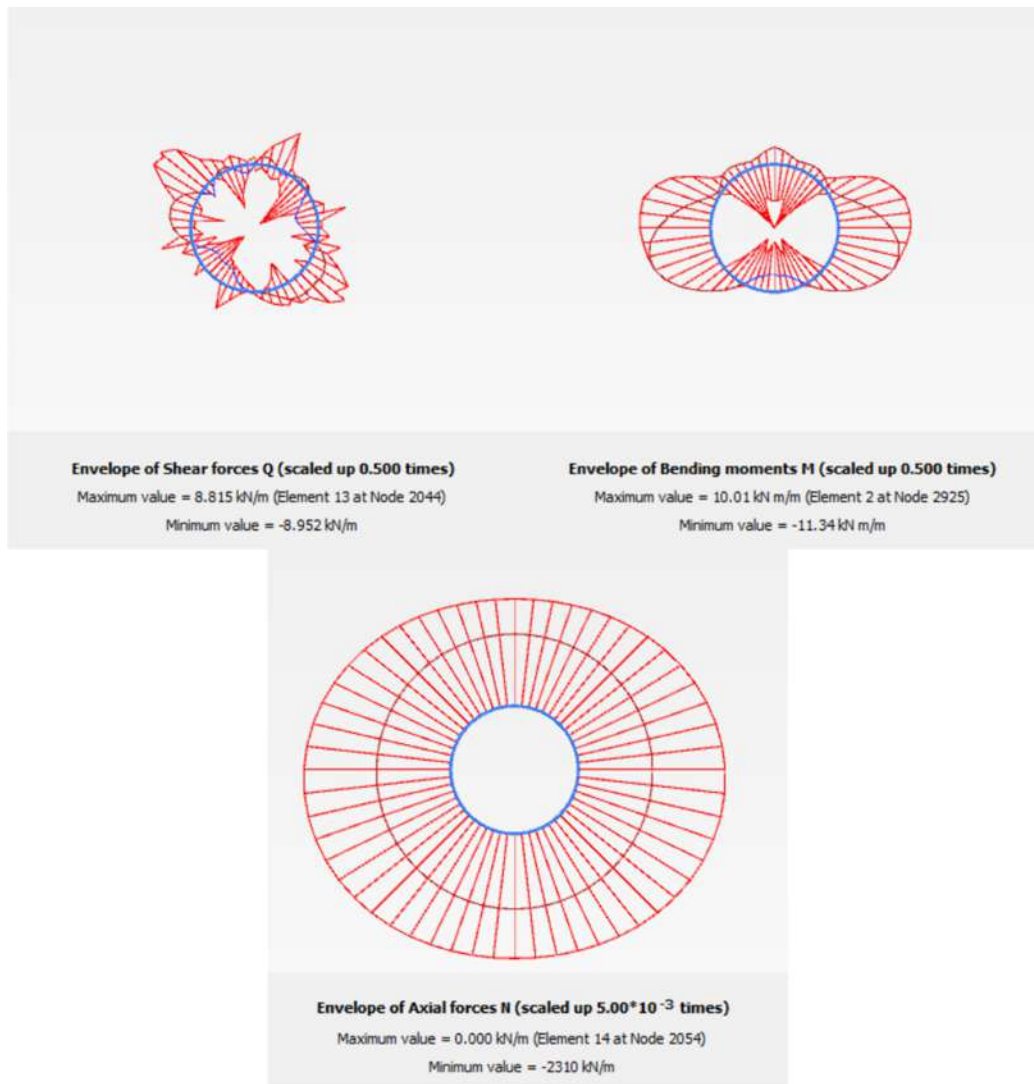 Envelope of Shear forces Q (scaled up 0.500 times)
Maximum value = 8.815 kN/m (Element 13 at Node 2044)
Minimum value = -8.952 kN/m
Envelope of Bending moments M (scaled up 0.500 times)
Maximum value = 10.01 kN m/m (Element 2 at Node 2925)
Minimum value = -11.34 kN m/m
Envelope of Axial forces N (scaled up 5.00*10⁻³ times)
Maximum value = 0.000 kN/m (Element 14 at Node 2054)
Minimum value = -2310 kN/m